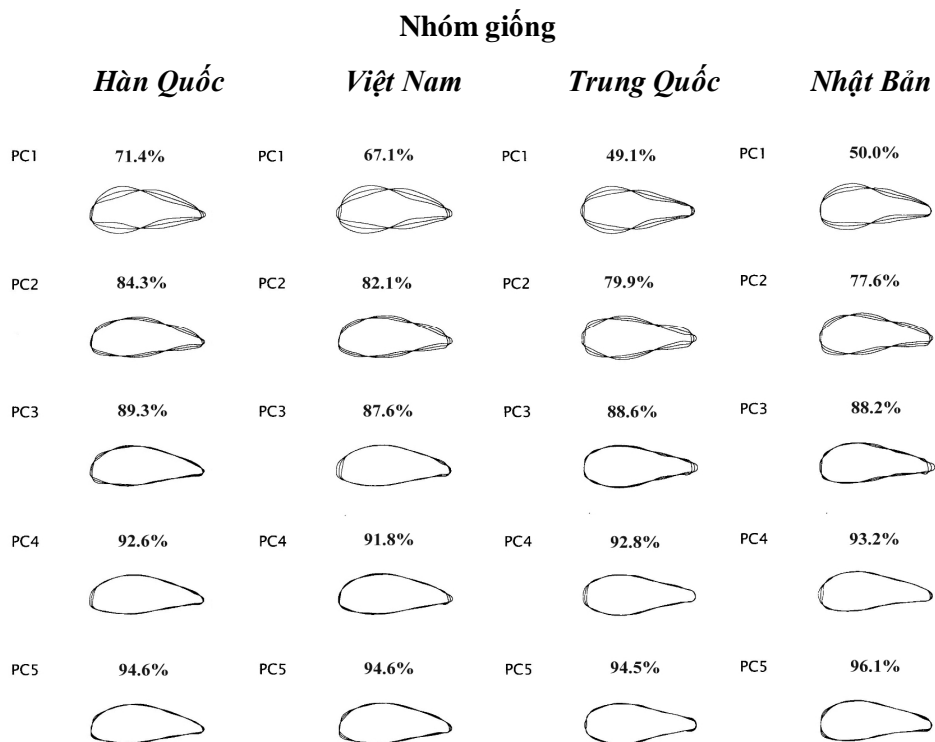 Nhóm giống
Hàn Quốc Việt Nam Trung Quốc Nhật Bản
PC1 71.4% PC1 67.1% PC1 49.1% PC1 50.0%
PC2 84.3% PC2 82.1% PC2 79.9% PC2 77.6%
PC3 89.3% PC3 87.6% PC3 88.6% PC3 88.2%
PC4 92.6% PC4 91.8% PC4 92.8% PC4 93.2%
PC5 94.6% PC5 94.6% PC5 94.5% PC5 96.1%